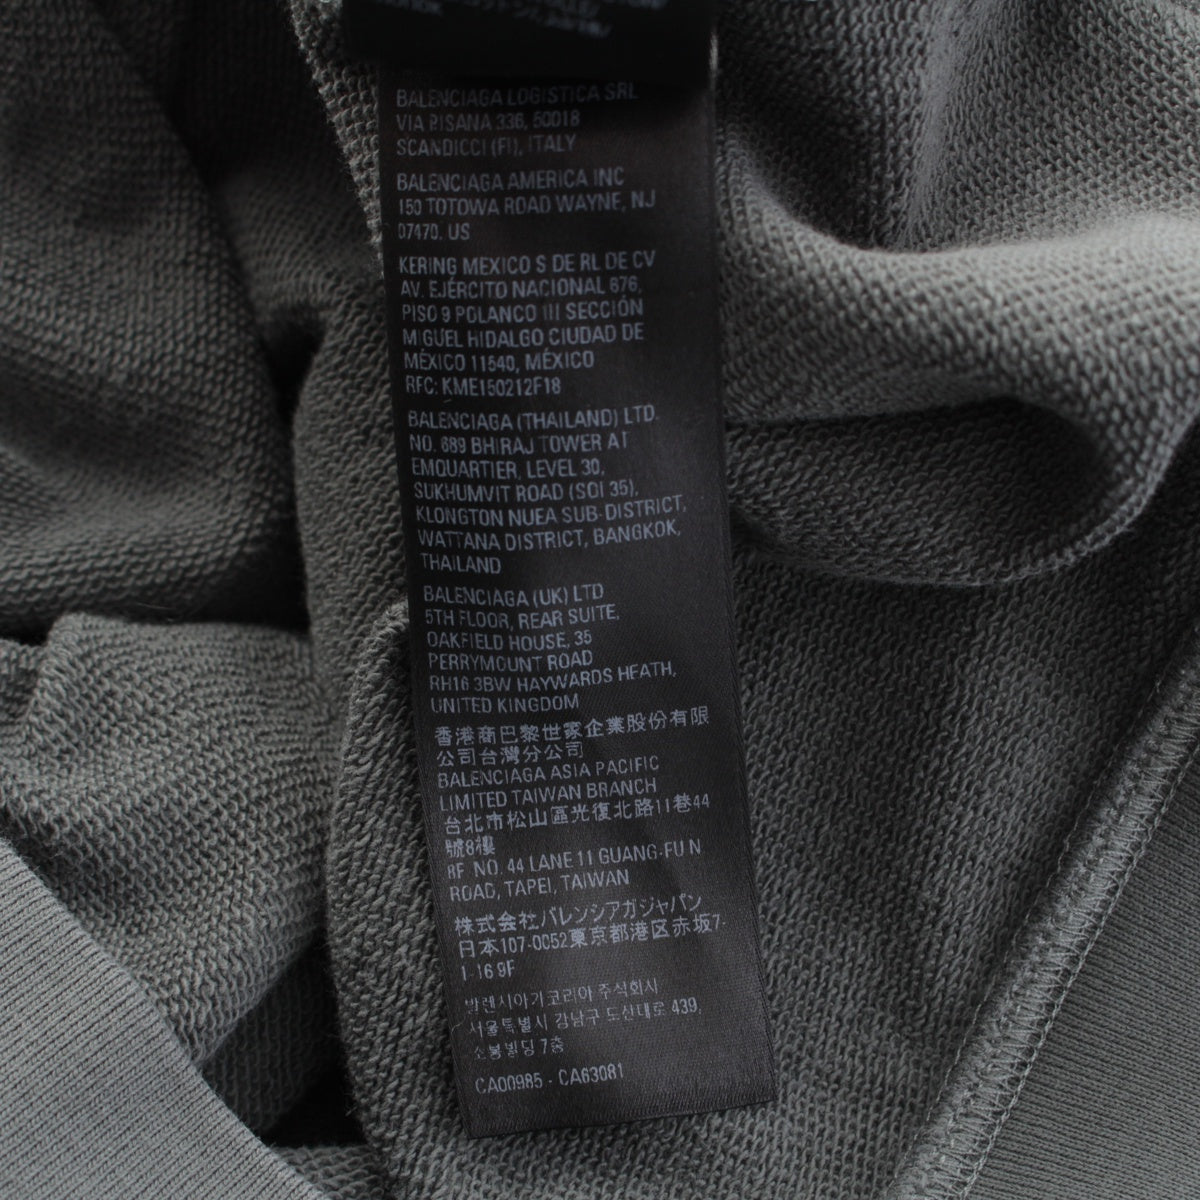 BALENCIAGA LOGISTICA SRL
VIA PISANA 336, 50018
SCANDICCI (FI), ITALY
BALENCIAGA AMERICA INC
150 TOTOWA ROAD WAYNE, NJ
07470. US
KERING MEXICO S DE RL DE CV
AV. EJÉRCITO NACIONAL 676,
PISO 9 POLANCO III SECCIÓN
MIGUEL HIDALGO CIUDAD DE
MÉXICO 11540, MÉXICO
RFC: KME150212F18
BALENCIAGA (THAILAND) LTD.
NO. 689 BHIRAJ TOWER AT
EMQUARTIER, LEVEL 30,
SUKHUMVIT ROAD (SOI 35),
KLONGTON NUEA SUB-DISTRICT,
WATTANA DISTRICT, BANGKOK,
THAILAND
BALENCIAGA (UK) LTD
5TH FLOOR, REAR SUITE,
OAKFIELD HOUSE, 35
PERRYMOUNT ROAD
RH16 3BW HAYWARDS HEATH,
UNITED KINGDOM
香港商巴黎世家企業股份有限
公司台灣分公司
BALENCIAGA ASIA PACIFIC
LIMITED TAIWAN BRANCH
台北市松山區光復北路11巷44
號8樓
8F NO. 44 LANE 11 GUANG-FU N
ROAD, TAPEI, TAIWAN
株式会社バレンシアガジャパン
日本107-0052東京都港区赤坂7-
1-16 9F
발렌시아가코리아 주식회사
서울특별시 강남구 도산대로 439,
소봉빌딩 7층
CA00985 - CA63081